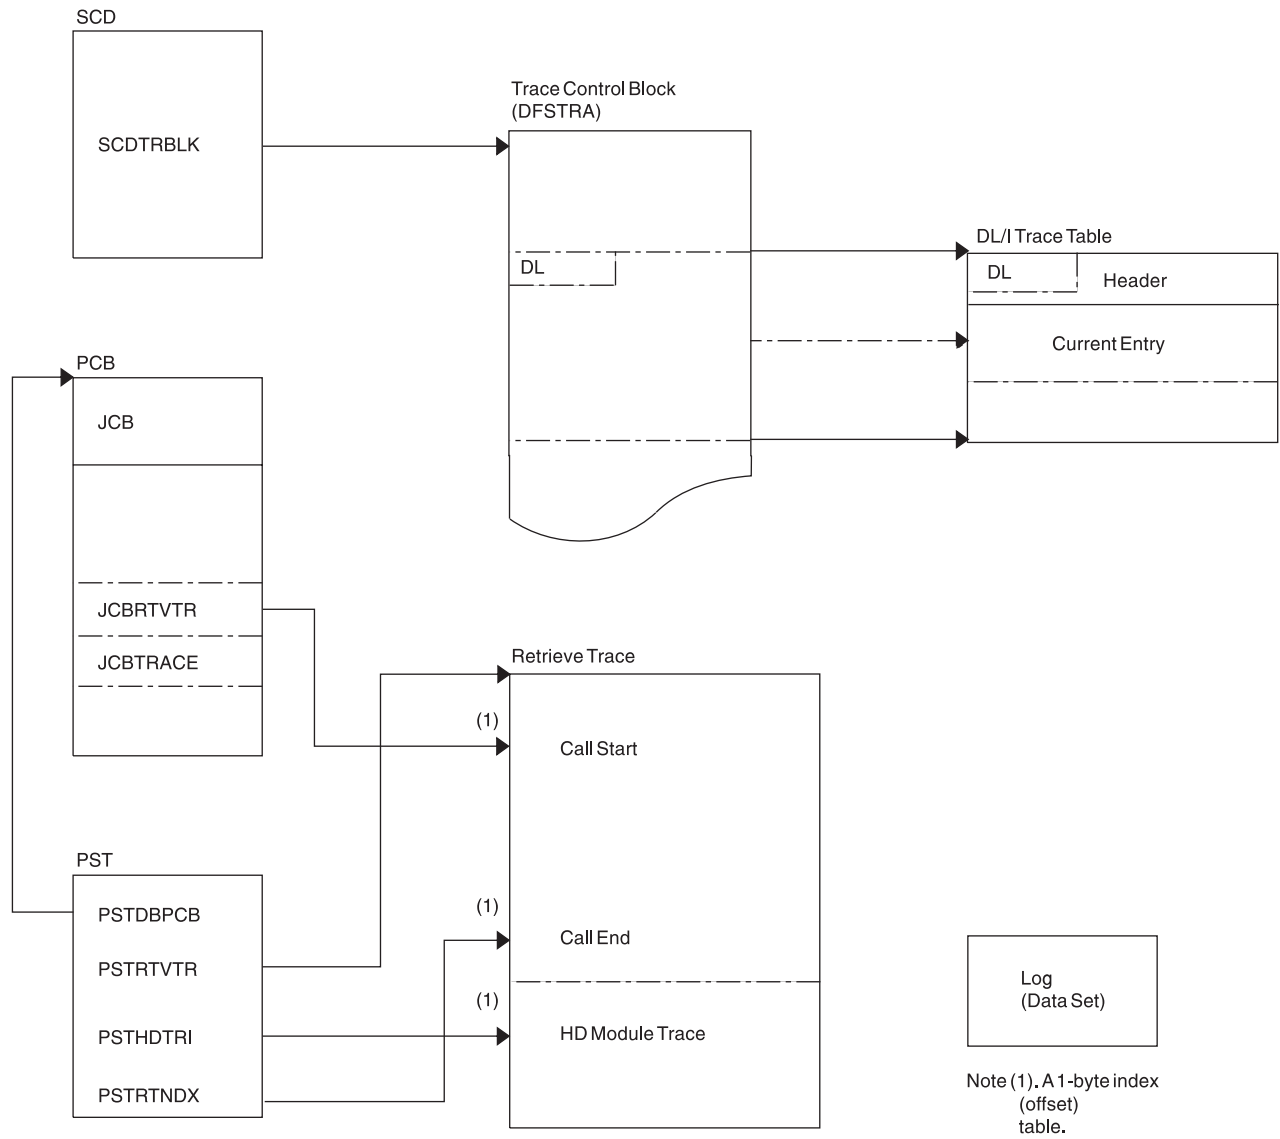 SCD
SCDTRBLK
Trace Control Block
(DFSTRA)
DL
DL/I Trace Table
DL
Header
Current Entry
PCB
JCB
JCBRTVTR
JCBTRACE
Retrieve Trace
(1)
Call Start
PST
PSTDBPCB
(1)
Call End
PSTRTVTR
(1)
PSTHDTRI
HD Module Trace
PSTRTNDX
Log
(Data Set)
Note (1). A 1-byte index
(offset)
table.